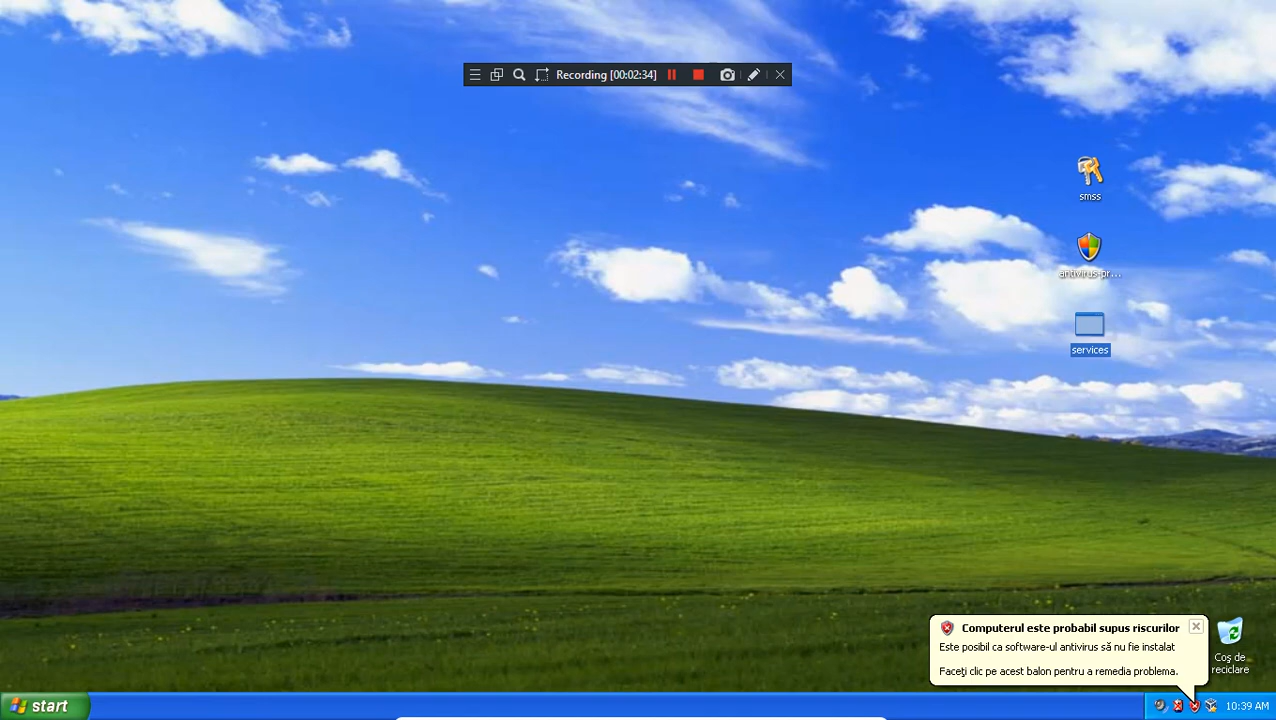 Recording [00:02:34]
smss
antivirus-pr...
services
Computerul este probabil supus riscurilor
Este posibil ca software-ul antivirus să nu fie instalat
Faceţi clic pe acest balon pentru a remedia problema.
Coş de
reciclare
start
10:39 AM